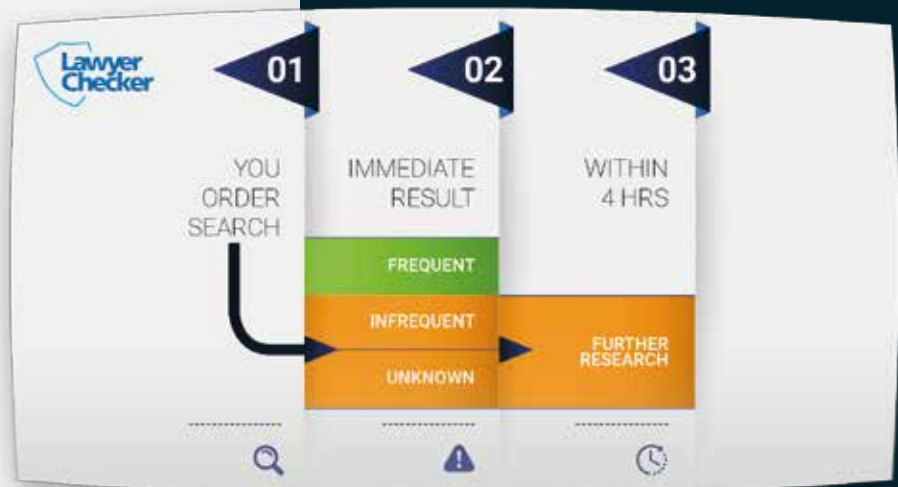 Lawyer
Checker
01
YOU
ORDER
SEARCH
02
IMMEDIATE
RESULT
FREQUENT
INFREQUENT
UNKNOWN
03
WITHIN
4 HRS
FURTHER
RESEARCH